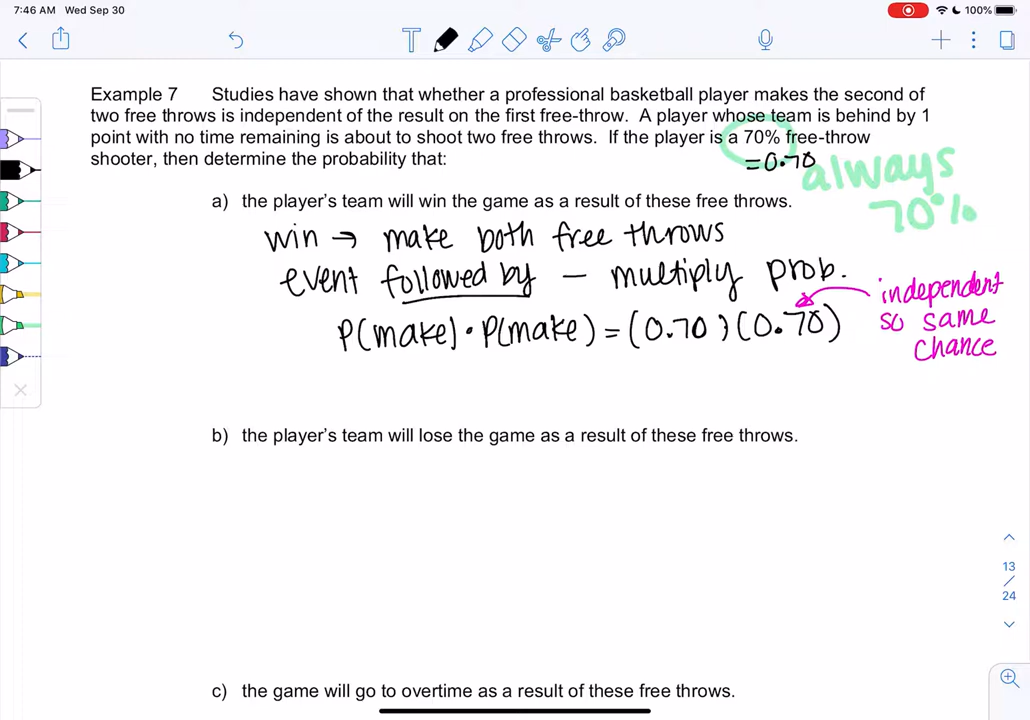 7:46 AM Wed Sep 30
100%
T
Example 7 Studies have shown that whether a professional basketball player makes the second of
two free throws is independent of the result on the first free-throw. A player whose team is behind by 1
point with no time remaining is about to shoot two free throws. If the player is a 70% free-throw
shooter, then determine the probability that:
=0.70
always
70%
a) the player's team will win the game as a result of these free throws.
win → make both free throws
event followed by - multiply prob.
independent
so same
chance
P(make) • P(make) = (0.70)(0.70)
b) the player's team will lose the game as a result of these free throws.
13
/
24
c) the game will go to overtime as a result of these free throws.